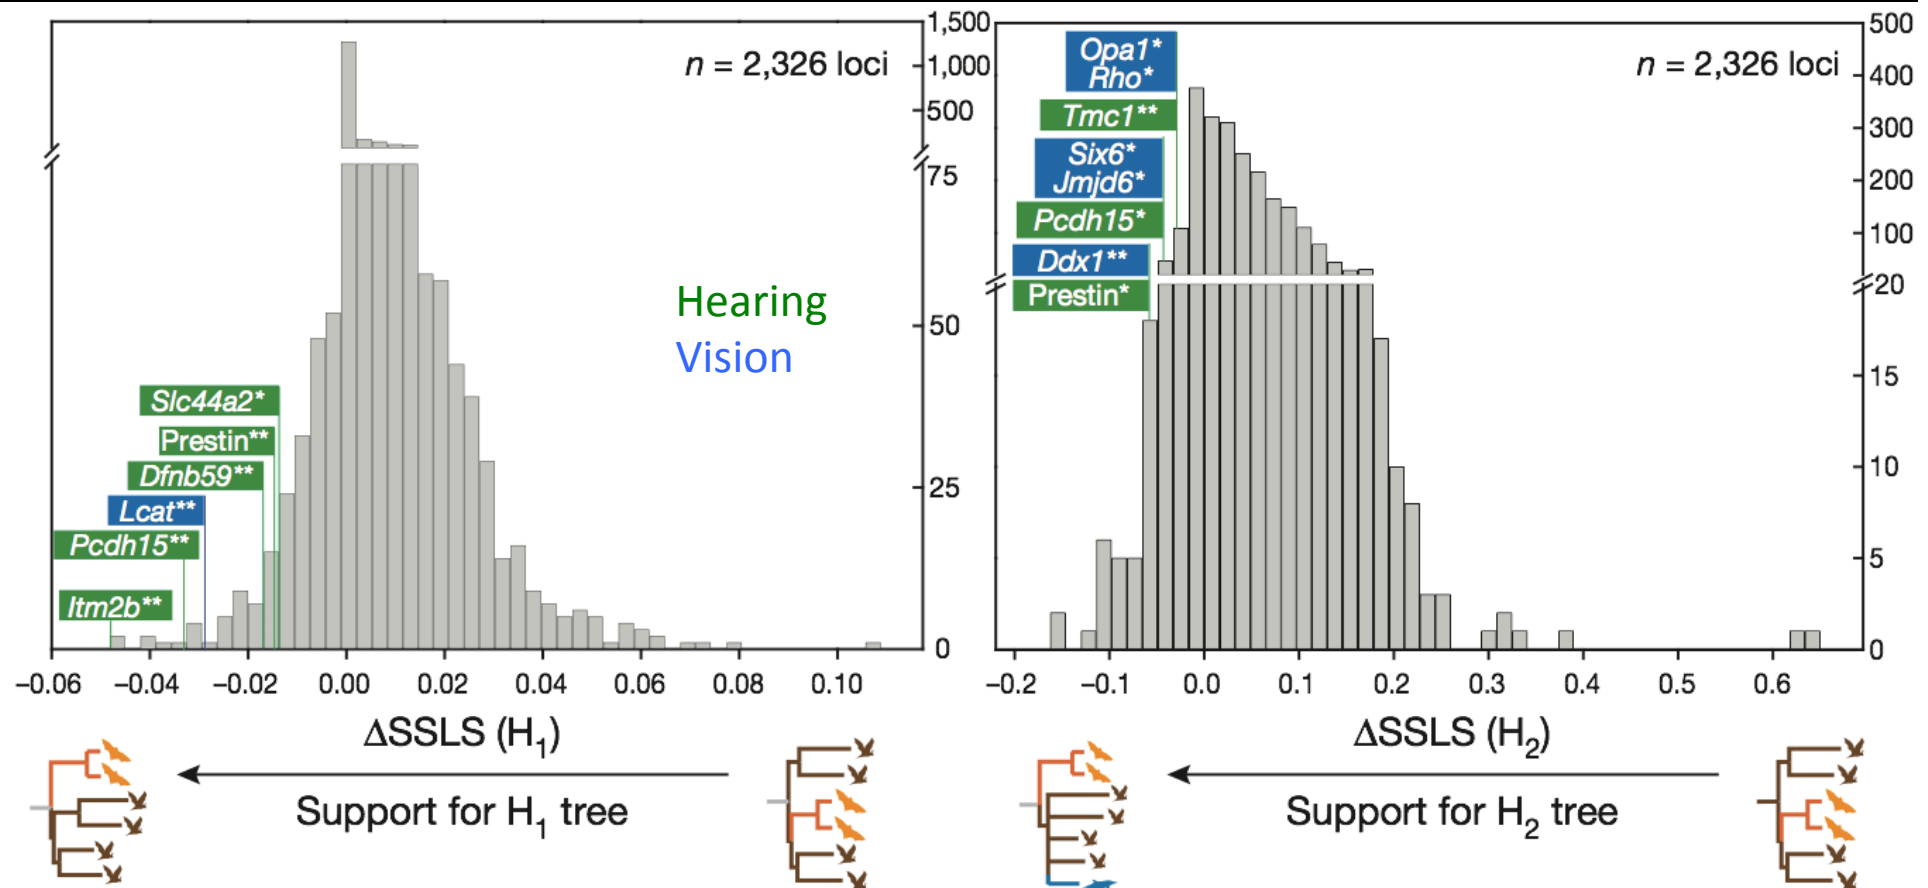 1,500
n = 2,326 loci
1,000
500
75
Hearing
50
Vision
Slc44a2*
Prestin**
Dfnb59**
25
Lcat**
Pcdh15**
Itm2b**
0
−0.06 −0.04 −0.02 0.00 0.02 0.04 0.06 0.08 0.10
ΔSSLS (H₁)
Support for H₁ tree
500
Opa1*
Rho*
n = 2,326 loci
400
Tmc1**
300
Six6*
Jmjd6*
200
Pcdh15*
100
Ddx1**
Prestin*
20
15
10
5
0
−0.2 −0.1 0.0 0.1 0.2 0.3 0.4 0.5 0.6
ΔSSLS (H₂)
Support for H₂ tree